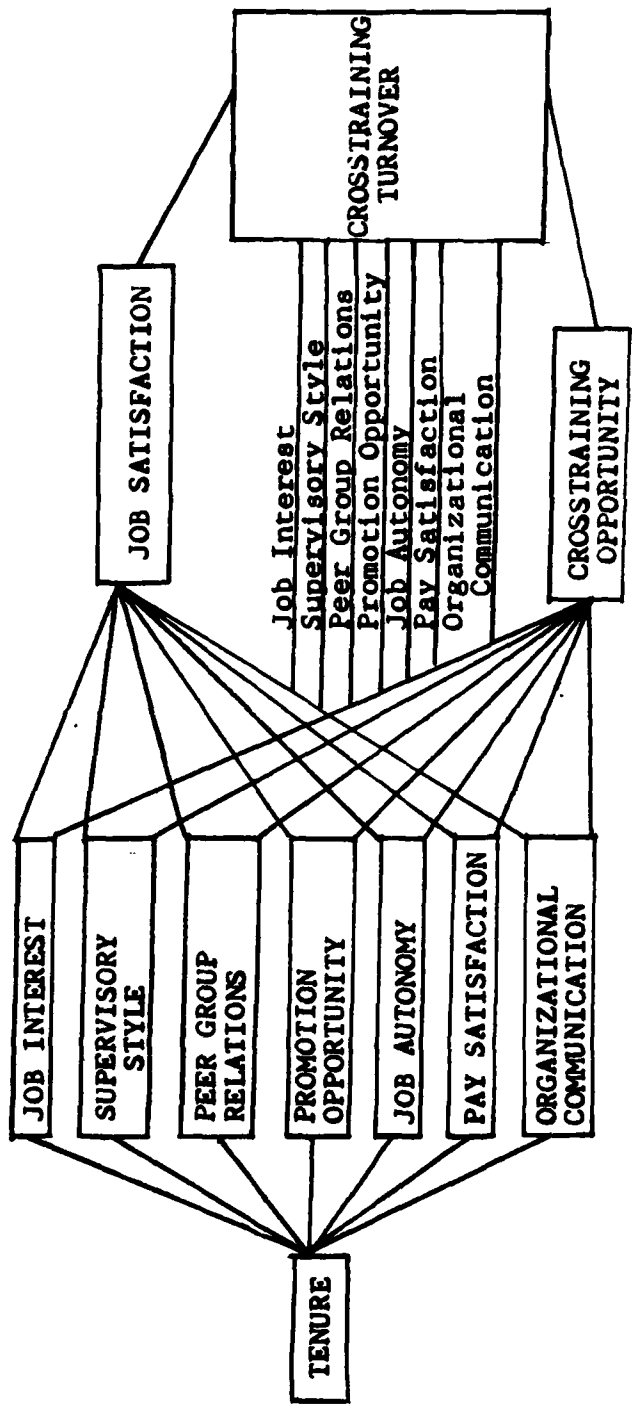 TENURE
JOB INTEREST
SUPERVISORY
STYLE
PEER GROUP
RELATIONS
PROMOTION
OPPORTUNITY
JOB AUTONOMY
PAY SATISFACTION
ORGANIZATIONAL
COMMUNICATION
JOB SATISFACTION
Job Interest
Supervisory Style
Peer Group Relations
Promotion Opportunity
Job Autonomy
Pay Satisfaction
Organizational
Communication
CROSSTRAINING
OPPORTUNITY
CROSSTRAINING
TURNOVER